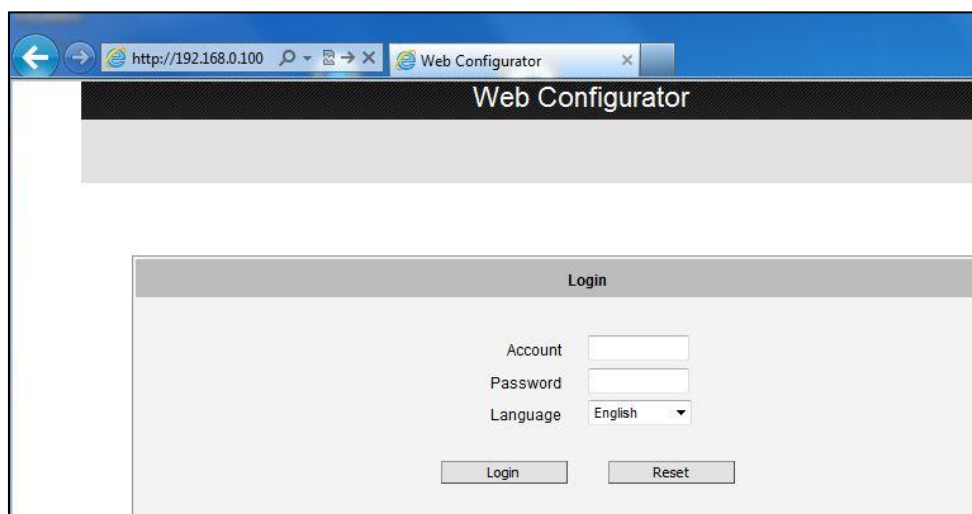 http://192.168.0.100 Web Configurator
Web Configurator
Login
Account
Password
Language English
Login Reset